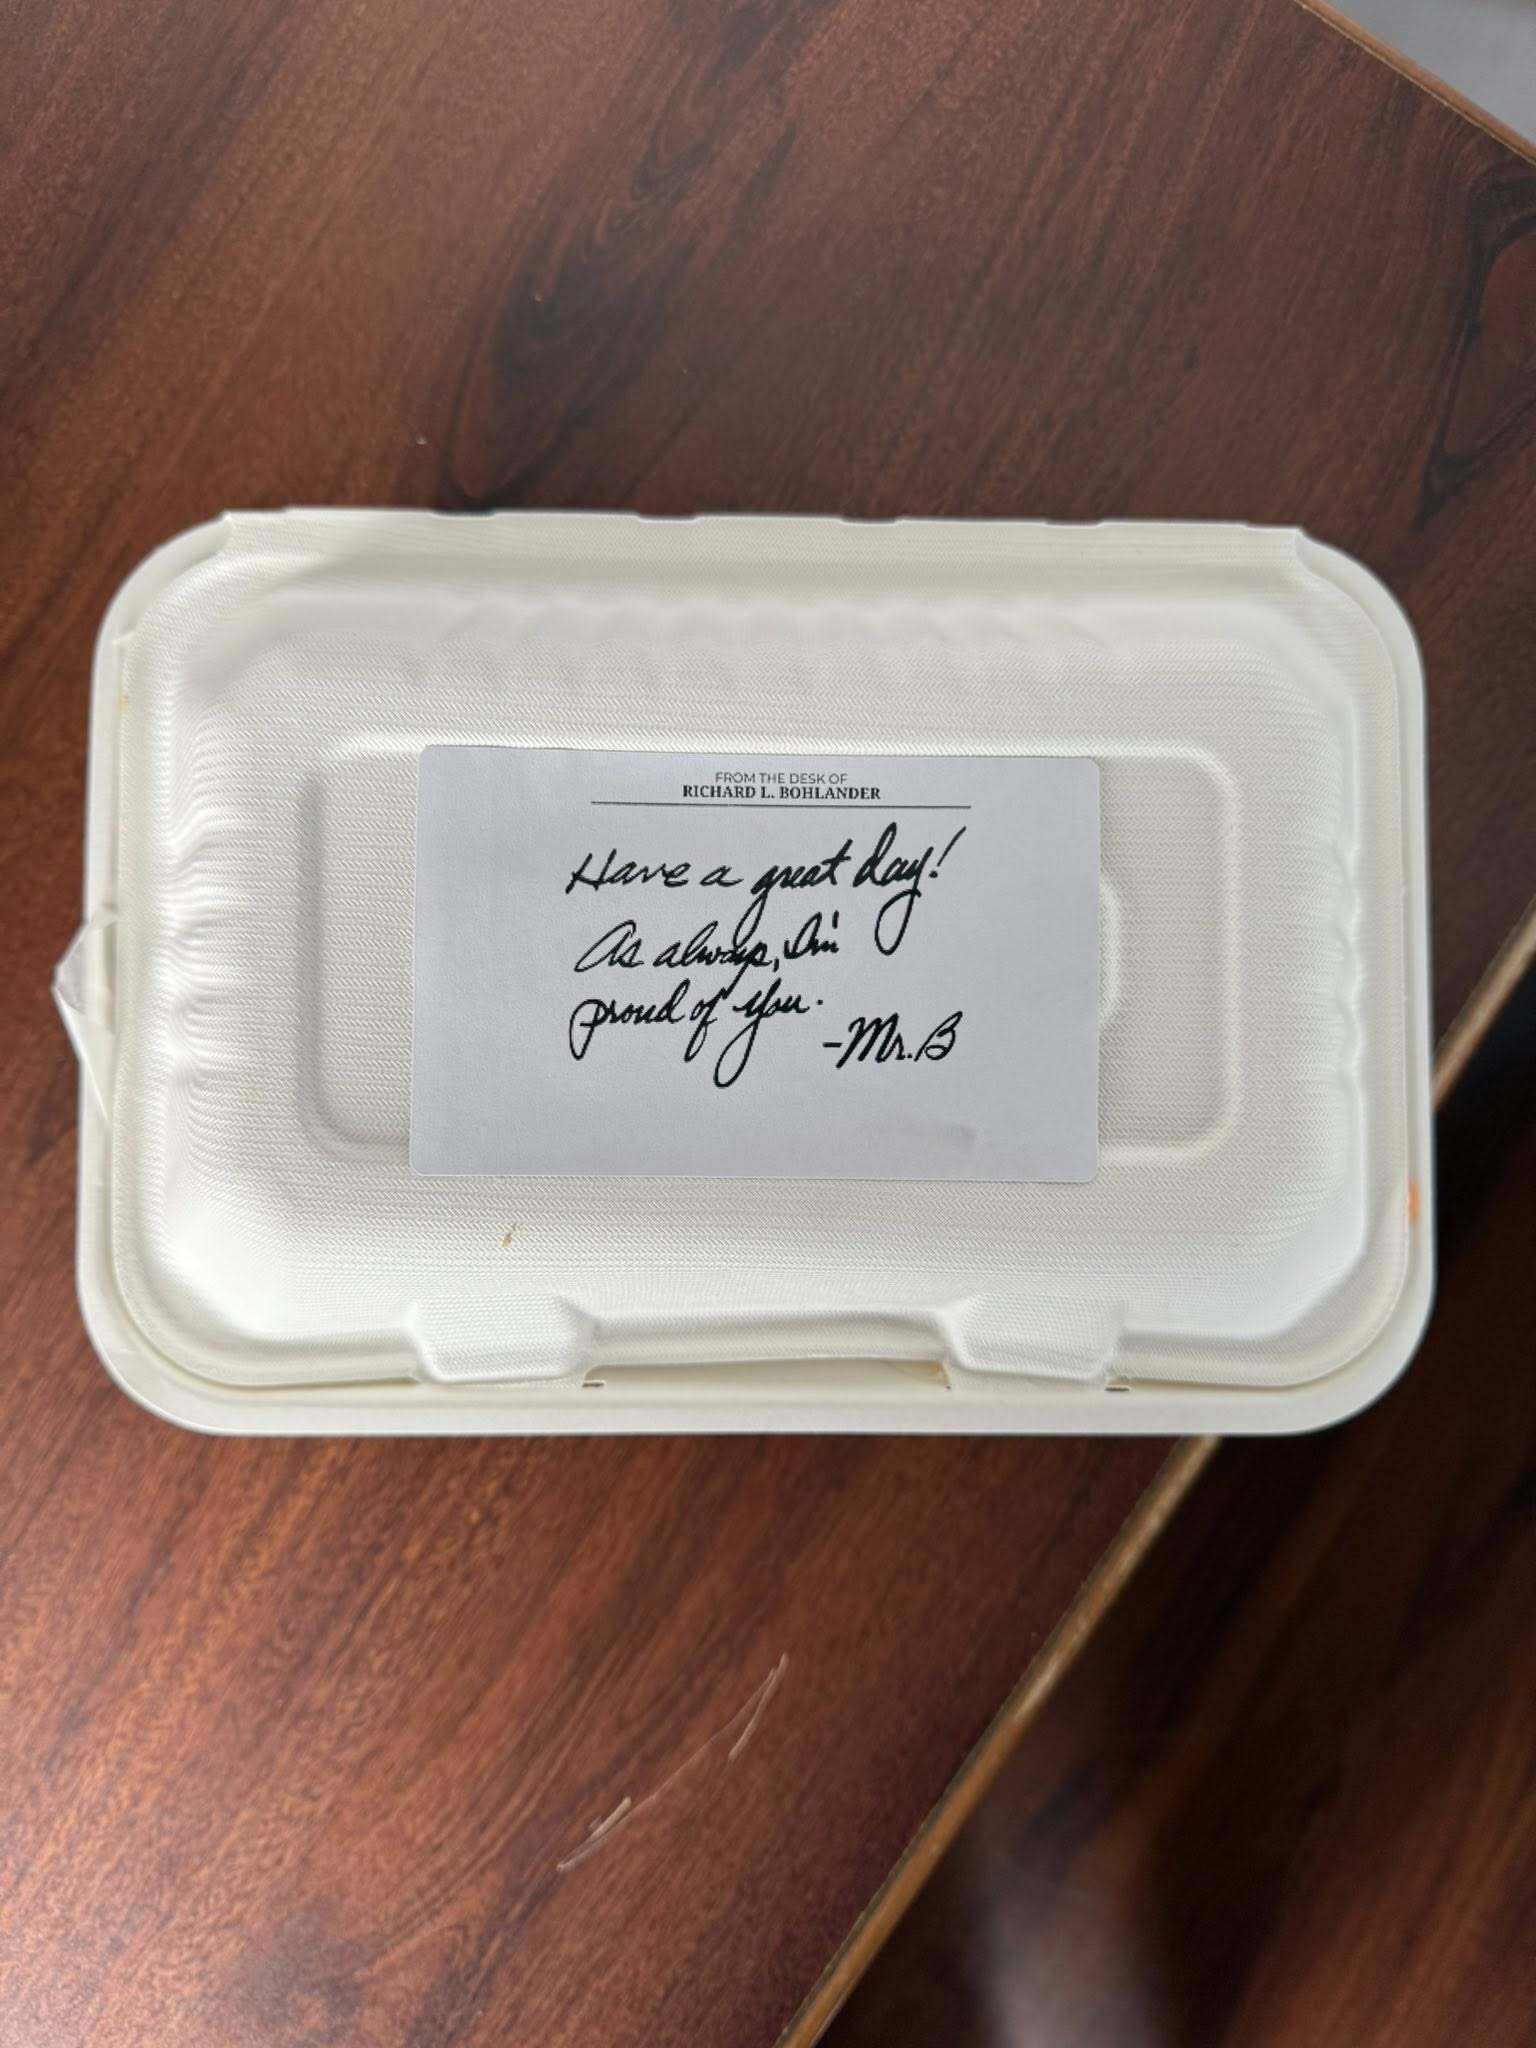 FROM THE DESK OF
RICHARD L. BOHLANDER
Have a great day!
As always, I'm
proud of you.
-Mr. B